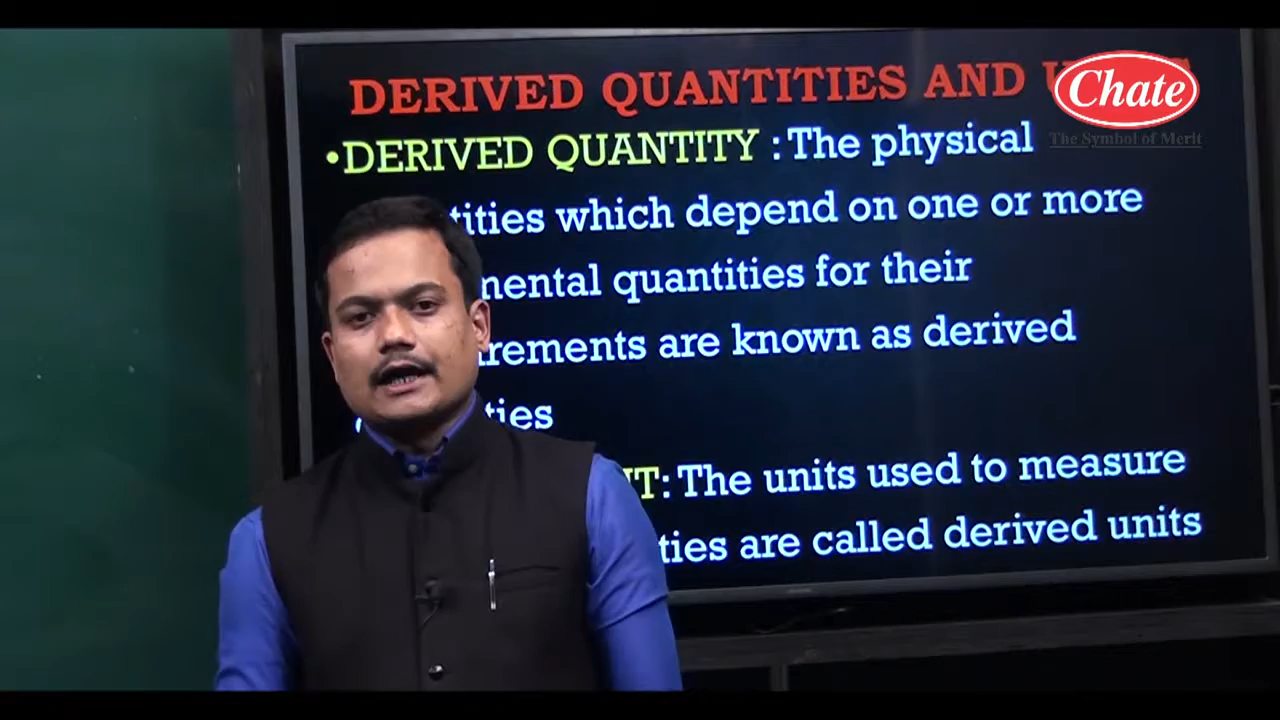 DERIVED QUANTITIES AND
Chate
The Symbol of Merit
•DERIVED QUANTITY : The physical
tities which depend on one or more
mental quantities for their
rements are known as derived
ties
IT: The units used to measure
ties are called derived units